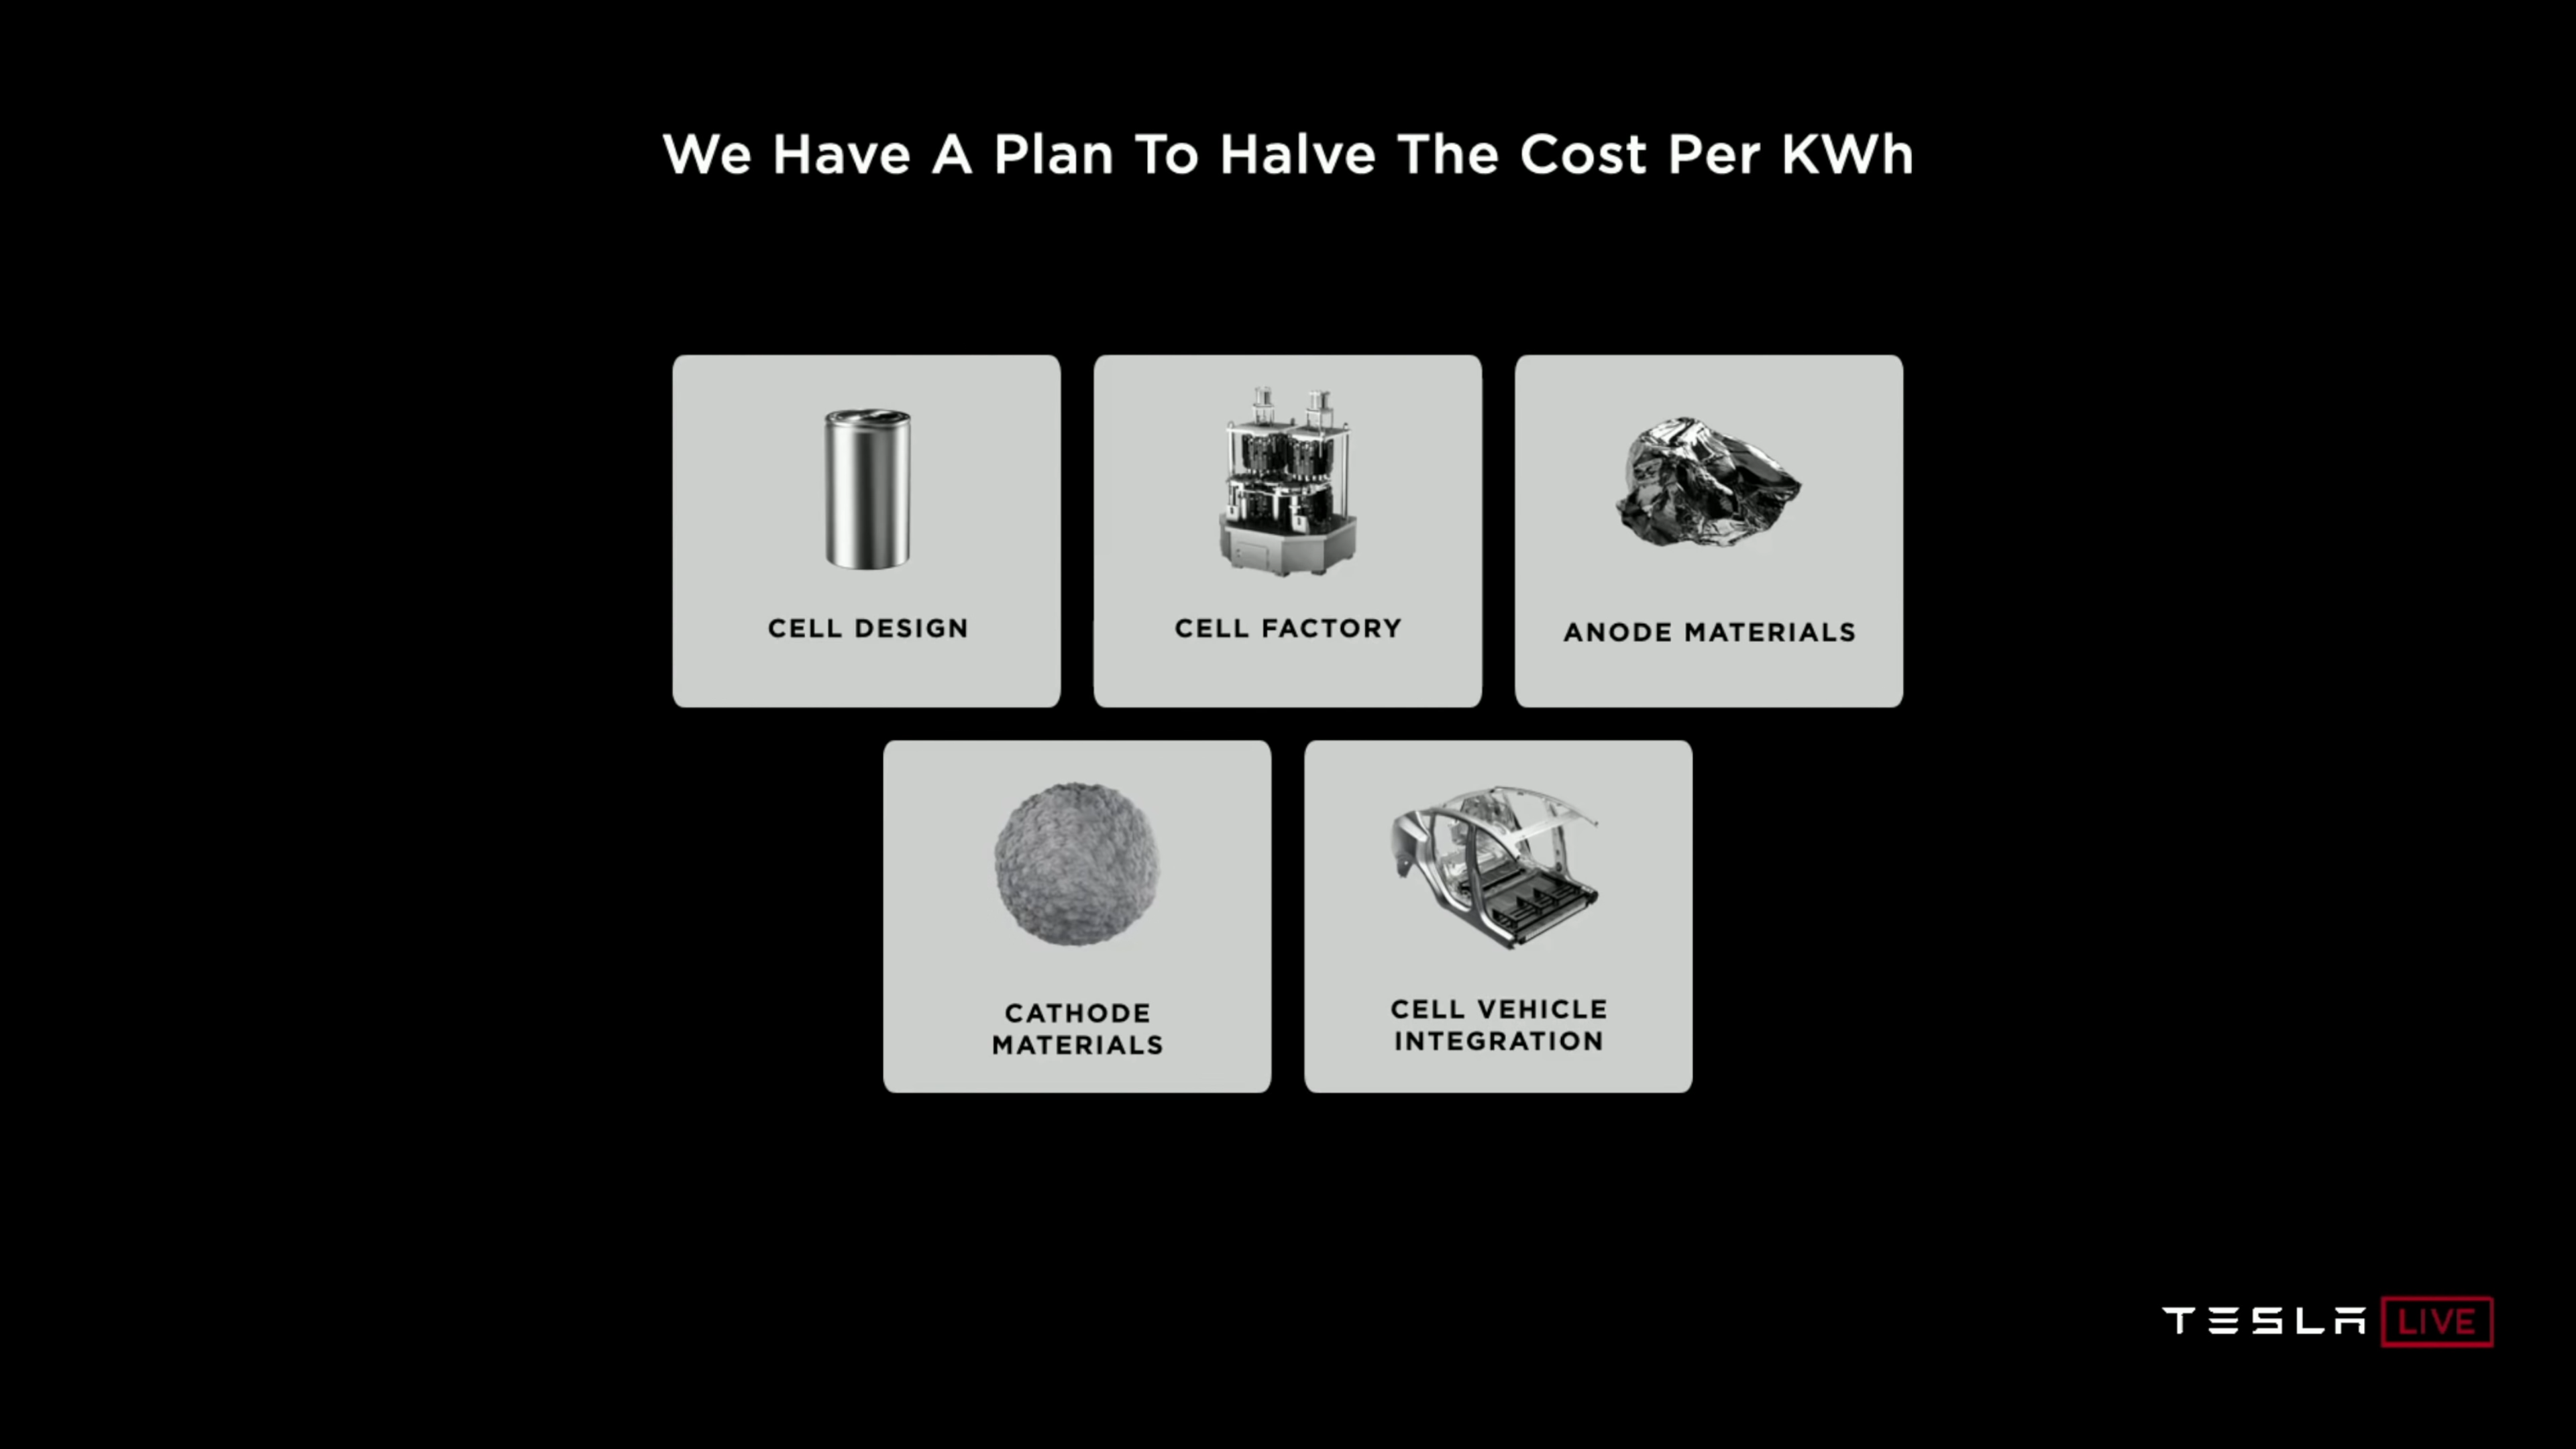 We Have A Plan To Halve The Cost Per KWh
CELL DESIGN
CELL FACTORY
ANODE MATERIALS
CATHODE
MATERIALS
CELL VEHICLE
INTEGRATION
TESLA LIVE